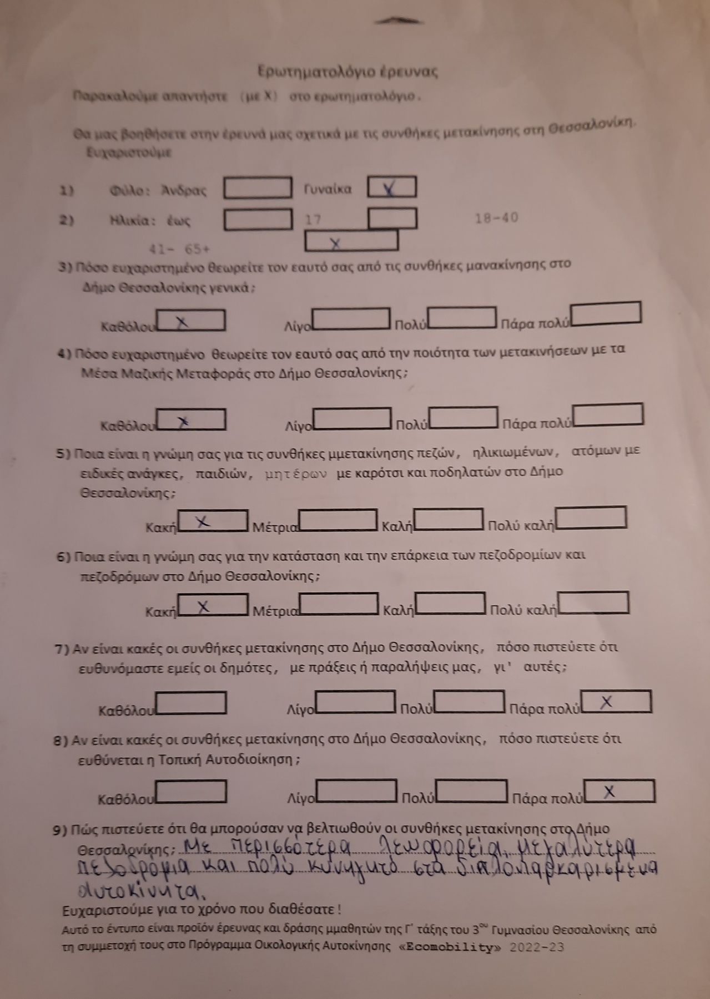 Ερωτηματολόγιο έρευνας
Παρακαλούμε απαντήστε (με Χ) στο ερωτηματολόγιο.
Θα μας βοηθήσετε στην έρευνά μας σχετικά με τις συνθήκες μετακίνησης στη Θεσσαλονίκη.
Ευχαριστούμε
1) Φύλο: Άνδρας Γυναίκα X
2) Ηλικία: έως 17 18-40
41- 65+ X
3) Πόσο ευχαριστημένο θεωρείτε τον εαυτό σας από τις συνθήκες μανακίνησης στο
Δήμο Θεσσαλονίκης γενικά;
Καθόλου X Λίγο Πολύ Πάρα πολύ
4) Πόσο ευχαριστημένο θεωρείτε τον εαυτό σας από την ποιότητα των μετακινήσεων με τα
Μέσα Μαζικής Μεταφοράς στο Δήμο Θεσσαλονίκης;
Καθόλου X Λίγο Πολύ Πάρα πολύ
5) Ποια είναι η γνώμη σας για τις συνθήκες μμετακίνησης πεζών, ηλικιωμένων, ατόμων με
ειδικές ανάγκες, παιδιών, μητέρων με καρότσι και ποδηλατών στο Δήμο
Θεσσαλονίκης;
Κακή X Μέτρια Καλή Πολύ καλή
6) Ποια είναι η γνώμη σας για την κατάσταση και την επάρκεια των πεζοδρομίων και
πεζοδρόμων στο Δήμο Θεσσαλονίκης;
Κακή X Μέτρια Καλή Πολύ καλή
7) Αν είναι κακές οι συνθήκες μετακίνησης στο Δήμο Θεσσαλονίκης, πόσο πιστεύετε ότι
ευθυνόμαστε εμείς οι δημότες, με πράξεις ή παραλήψεις μας, γι' αυτές;
Καθόλου Λίγο Πολύ Πάρα πολύ X
8) Αν είναι κακές οι συνθήκες μετακίνησης στο Δήμο Θεσσαλονίκης, πόσο πιστεύετε ότι
ευθύνεται η Τοπική Αυτοδιοίκηση;
Καθόλου Λίγο Πολύ Πάρα πολύ X
9) Πώς πιστεύετε ότι θα μπορούσαν να βελτιωθούν οι συνθήκες μετακίνησης στο Δήμο
Θεσσαλονίκης; Με περισσότερα λεωφορεία, μεγαλύτερα
πεζοδρόμια και πολύ κυνηγητό στα διπλοπαρκαρισμένα
αυτοκίνητα.
Ευχαριστούμε για το χρόνο που διαθέσατε!
Αυτό το έντυπο είναι προϊόν έρευνας και δράσης μμαθητών της Γ΄ τάξης του 3ου Γυμνασίου Θεσσαλονίκης από
τη συμμετοχή τους στο Πρόγραμμα Οικολογικής Αυτοκίνησης «Ecomobility» 2022-23